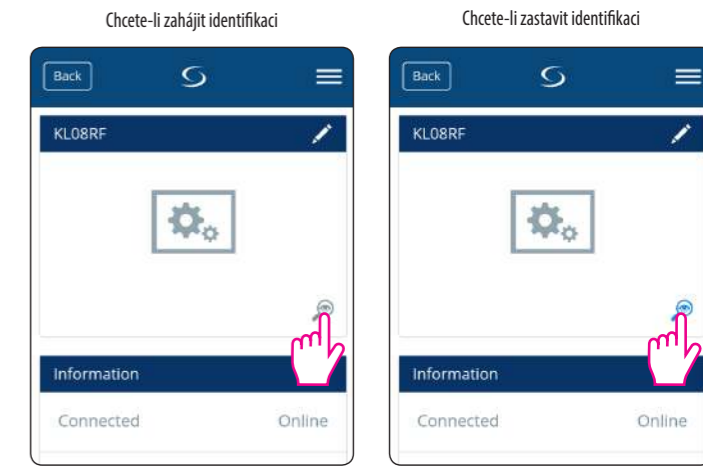 Chcete-li zahájit identifikaci
Back
KL08RF
Information
Connected Online
Chcete-li zastavit identifikaci
Back
KL08RF
Information
Connected Online